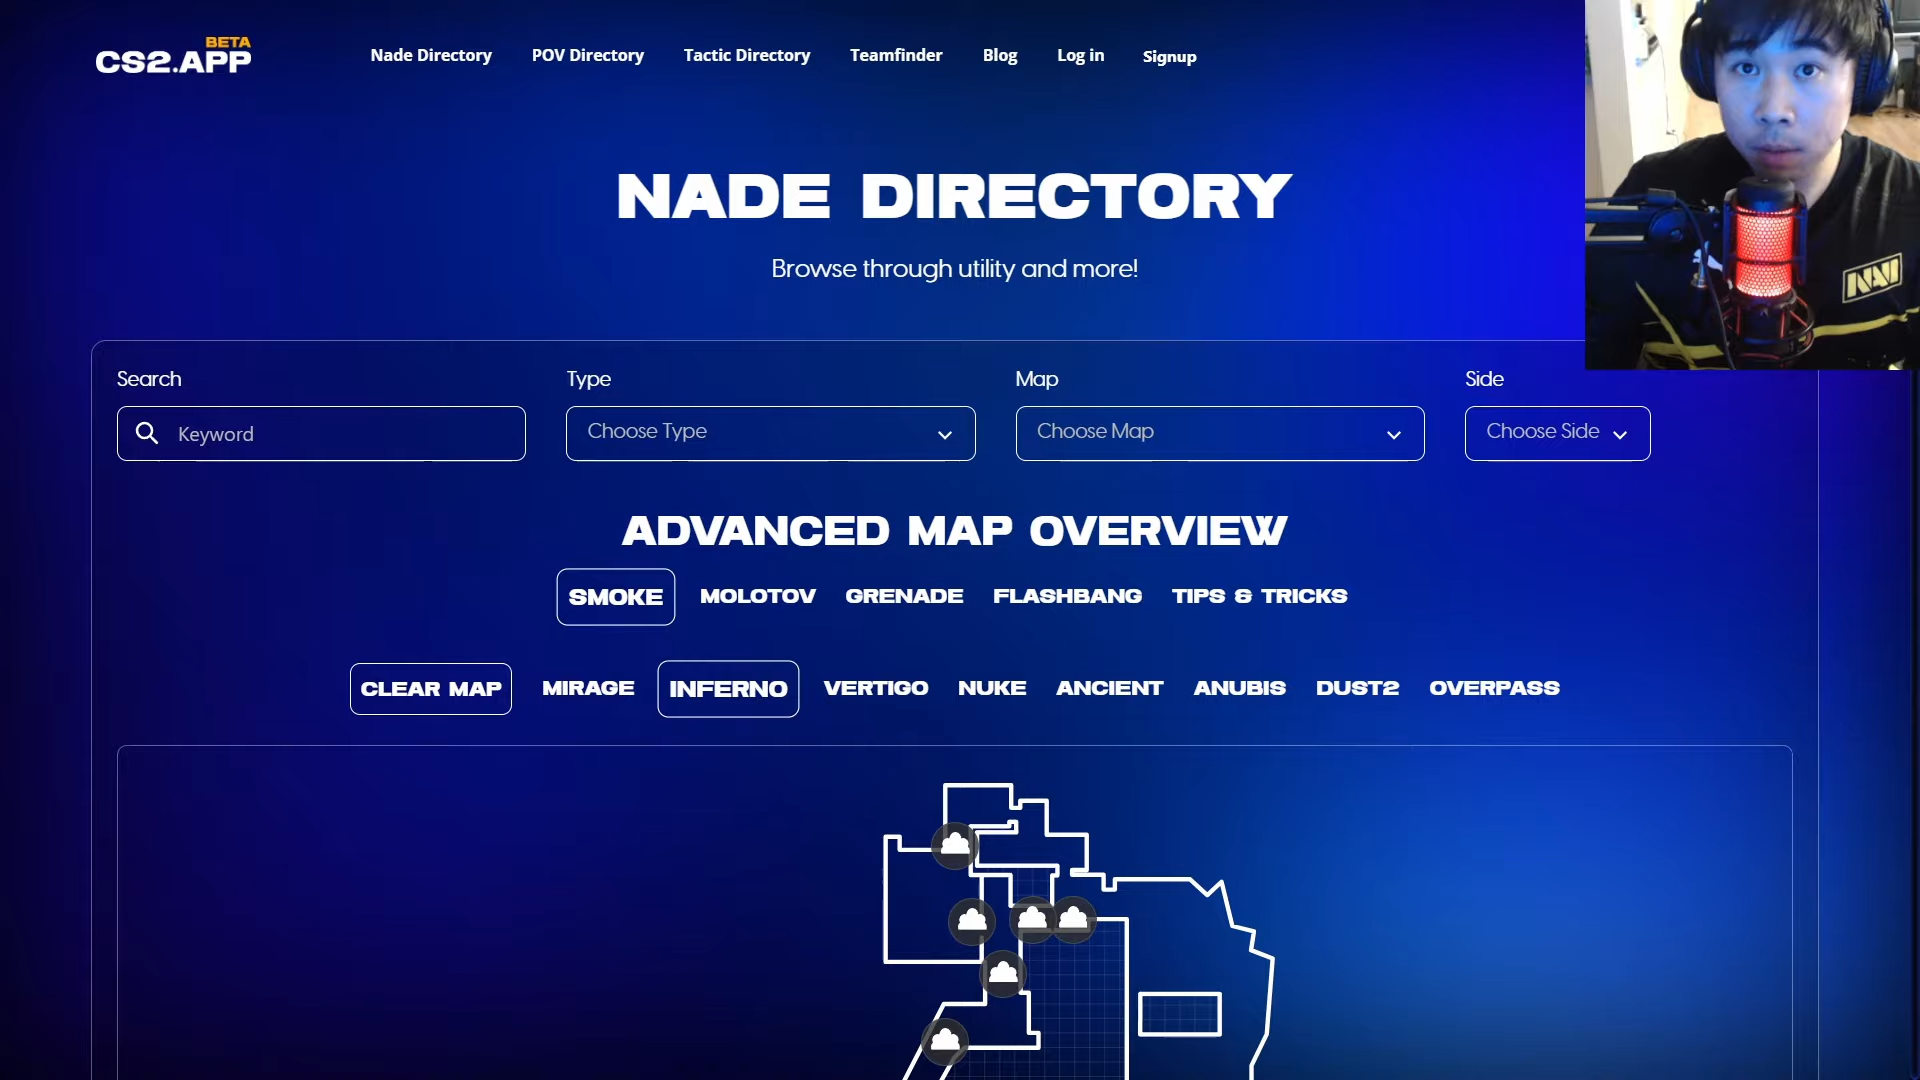 BETA
CS2.APP
Nade Directory
POV Directory
Tactic Directory
Teamfinder
Blog
Log in
Signup
NADE DIRECTORY
Browse through utility and more!
Search
Type
Map
Side
Keyword
Choose Type
Choose Map
Choose Side
ADVANCED MAP OVERVIEW
SMOKE
MOLOTOV
GRENADE
FLASHBANG
TIPS & TRICKS
CLEAR MAP
MIRAGE
INFERNO
VERTIGO
NUKE
ANCIENT
ANUBIS
DUST2
OVERPASS
NAVI